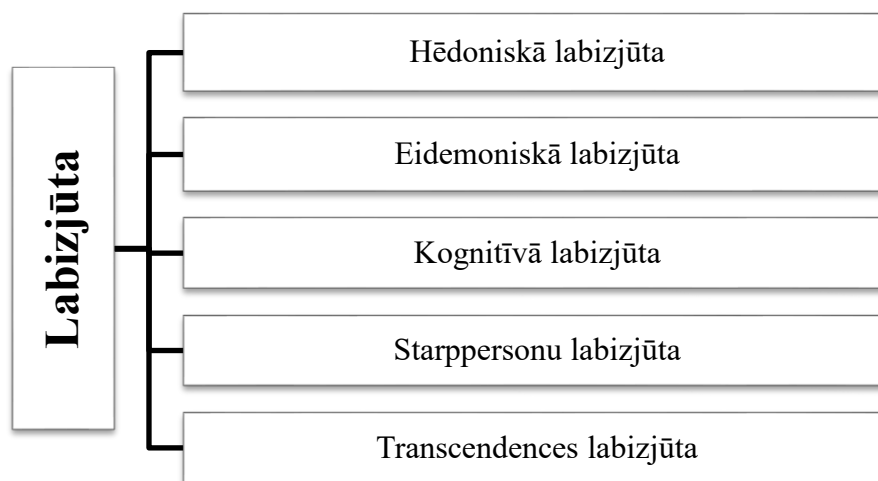 Labizjūta
Hēdoniskā labizjūta
Eidemoniskā labizjūta
Kognitīvā labizjūta
Starppersonu labizjūta
Transcendences labizjūta